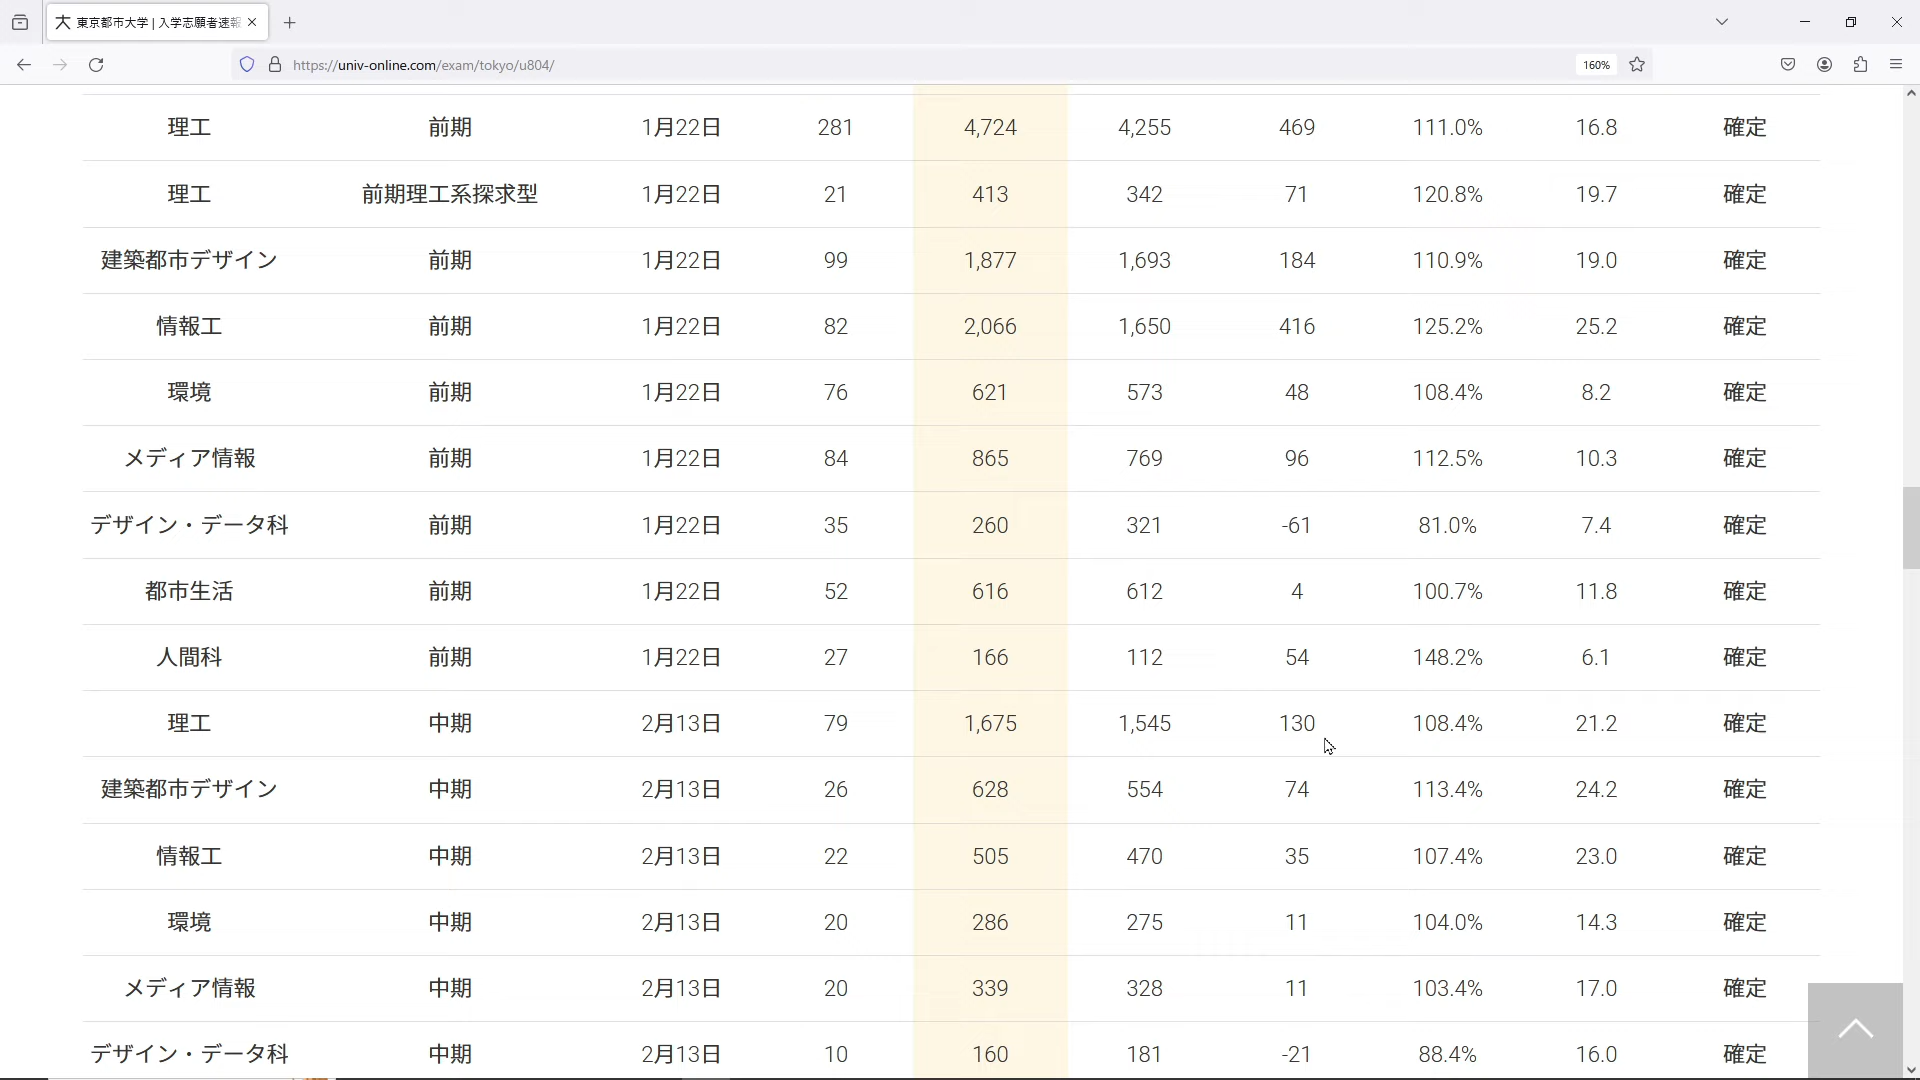 東京都市大学 | 入学志願者速報
https://univ-online.com/exam/tokyo/u804/ 160%
理工 前期 1月22日 281 4,724 4,255 469 111.0% 16.8 確定
理工 前期理工系探求型 1月22日 21 413 342 71 120.8% 19.7 確定
建築都市デザイン 前期 1月22日 99 1,877 1,693 184 110.9% 19.0 確定
情報工 前期 1月22日 82 2,066 1,650 416 125.2% 25.2 確定
環境 前期 1月22日 76 621 573 48 108.4% 8.2 確定
メディア情報 前期 1月22日 84 865 769 96 112.5% 10.3 確定
デザイン・データ科 前期 1月22日 35 260 321 -61 81.0% 7.4 確定
都市生活 前期 1月22日 52 616 612 4 100.7% 11.8 確定
人間科 前期 1月22日 27 166 112 54 148.2% 6.1 確定
理工 中期 2月13日 79 1,675 1,545 130 108.4% 21.2 確定
建築都市デザイン 中期 2月13日 26 628 554 74 113.4% 24.2 確定
情報工 中期 2月13日 22 505 470 35 107.4% 23.0 確定
環境 中期 2月13日 20 286 275 11 104.0% 14.3 確定
メディア情報 中期 2月13日 20 339 328 11 103.4% 17.0 確定
デザイン・データ科 中期 2月13日 10 160 181 -21 88.4% 16.0 確定